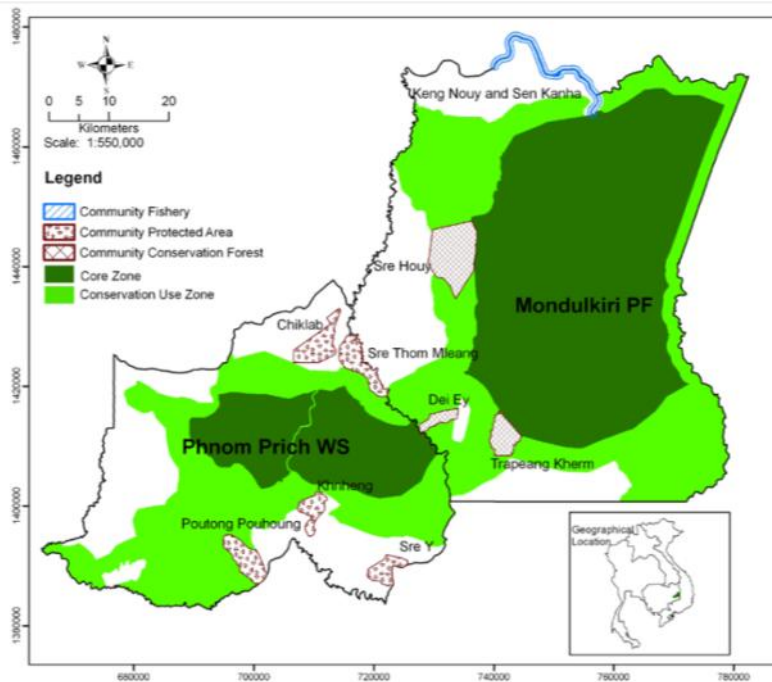 N
W
E
S
0 5 10 20
Kilometers
Scale: 1:550,000
Legend
Community Fishery
Community Protected Area
Community Conservation Forest
Core Zone
Conservation Use Zone
Keng Nouy and Sen Kanha
Sre Houy
Mondulkiri PF
Chiklab
Sre Thom Mleang
Dei Ey
Phnom Prich WS
Trapeang Kherm
Khnheng
Poutong Pouhoung
Sre Y
Geographical
Location
1480000
1460000
1440000
1420000
1400000
1380000
680000 700000 720000 740000 760000 780000